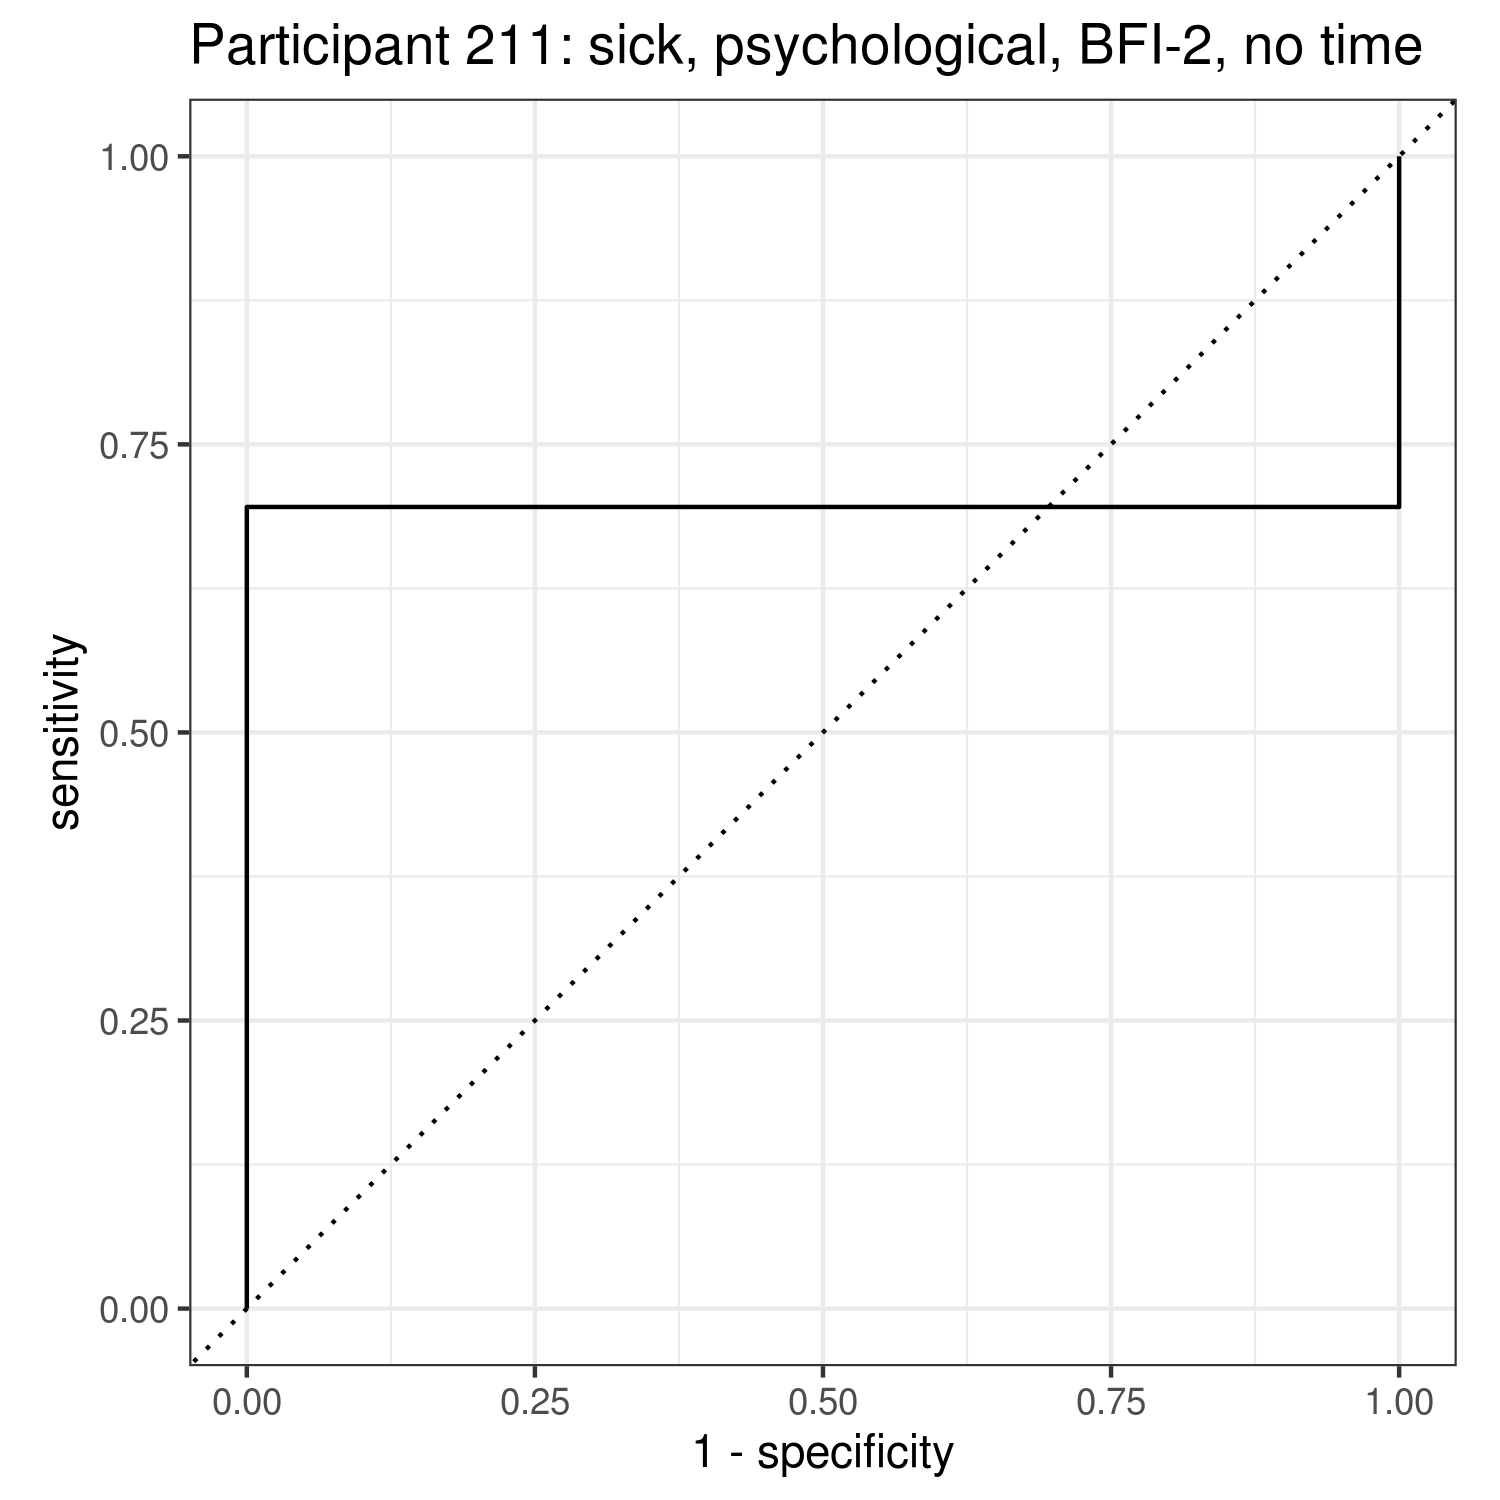 Participant 211: sick, psychological, BFI-2, no time
1.00
0.75
0.50
0.25
0.00
sensitivity
0.00 0.25 0.50 0.75 1.00
1 - specificity